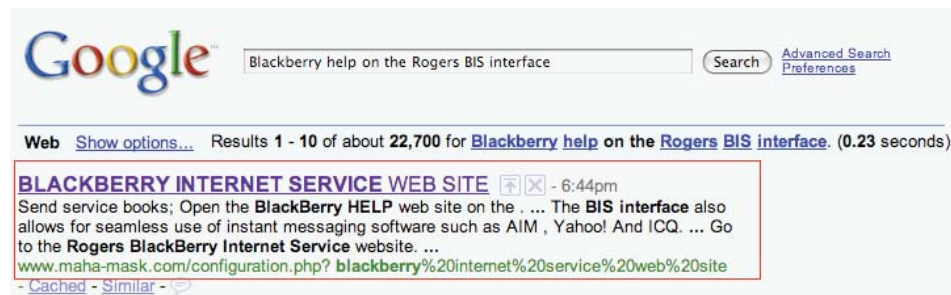 Google™
Blackberry help on the Rogers BIS interface
Search
Advanced Search
Preferences
Web Show options... Results 1 - 10 of about 22,700 for Blackberry help on the Rogers BIS interface. (0.23 seconds)
BLACKBERRY INTERNET SERVICE WEB SITE - 6:44pm
Send service books; Open the BlackBerry HELP web site on the . ... The BIS interface also
allows for seamless use of instant messaging software such as AIM , Yahoo! And ICQ. ... Go
to the Rogers BlackBerry Internet Service website. ...
www.maha-mask.com/configuration.php? blackberry%20internet%20service%20web%20site
- Cached - Similar -